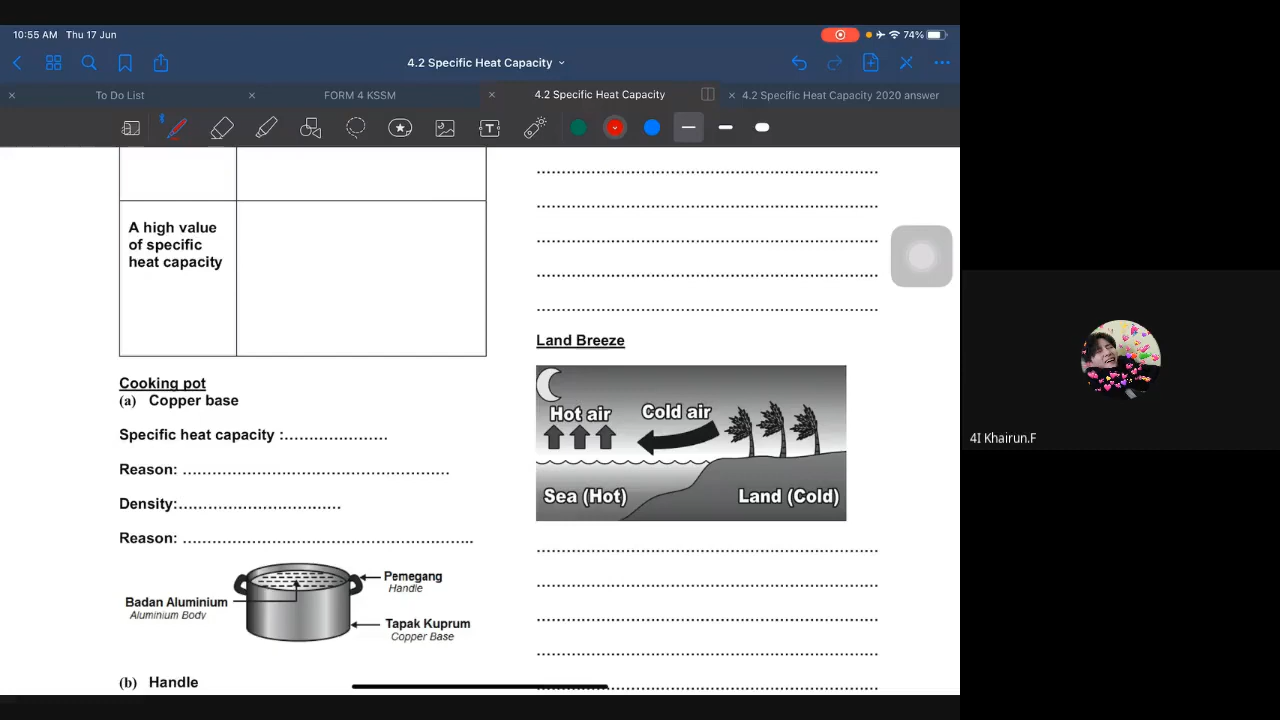 10:55 AM Thu 17 Jun
74%
4.2 Specific Heat Capacity
To Do List
FORM 4 KSSM
4.2 Specific Heat Capacity
4.2 Specific Heat Capacity 2020 answer
A high value
of specific
heat capacity
Cooking pot
(a) Copper base
Specific heat capacity :.....................
Reason: .....................................................
Density:................................
Reason: ..........................................................
Pemegang
Handle
Badan Aluminium
Aluminium Body
Tapak Kuprum
Copper Base
(b) Handle
Land Breeze
Hot air
Cold air
Sea (Hot)
Land (Cold)
4I Khairun.F